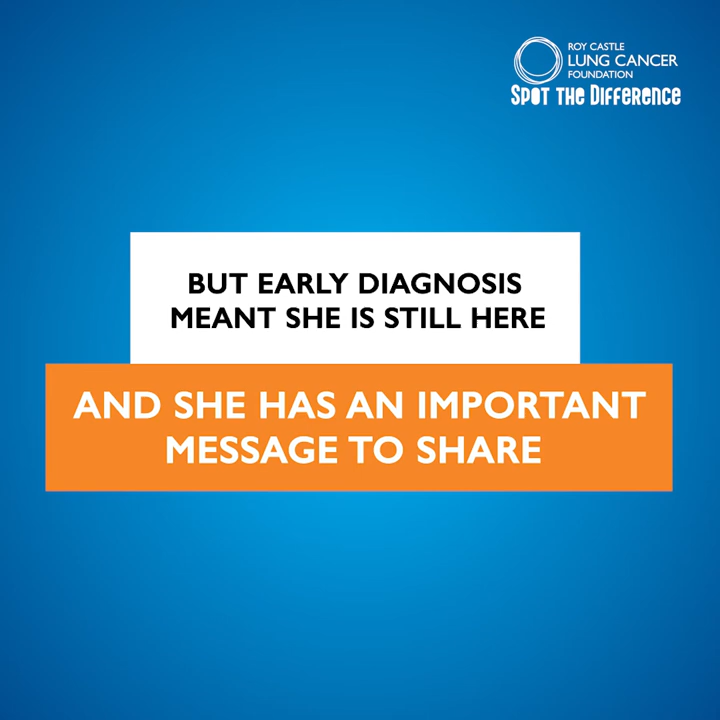 ROY CASTLE
LUNG CANCER
FOUNDATION
SPOT THE DIFFERENCE
BUT EARLY DIAGNOSIS
MEANT SHE IS STILL HERE
AND SHE HAS AN IMPORTANT
MESSAGE TO SHARE